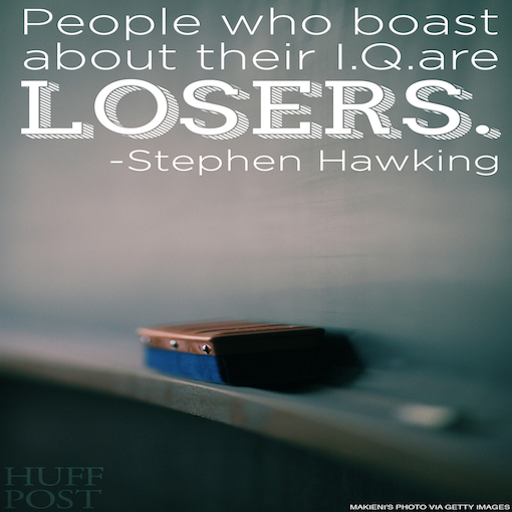 People who boast
about their I.Q.are
LOSERS.
-Stephen Hawking
HUFF
POST
MAKIENI'S PHOTO VIA GETTY IMAGES